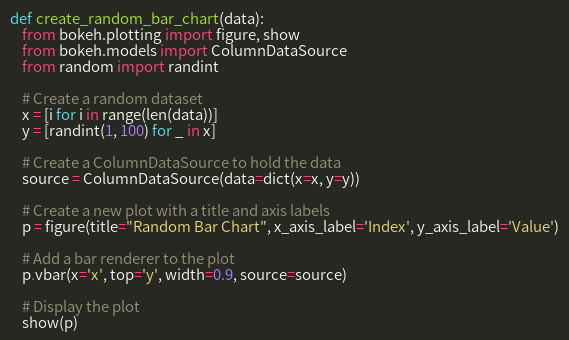 def create_random_bar_chart(data):
    from bokeh.plotting import figure, show
    from bokeh.models import ColumnDataSource
    from random import randint

    # Create a random dataset
    x = [i for i in range(len(data))]
    y = [randint(1, 100) for _ in x]

    # Create a ColumnDataSource to hold the data
    source = ColumnDataSource(data=dict(x=x, y=y))

    # Create a new plot with a title and axis labels
    p = figure(title="Random Bar Chart", x_axis_label='Index', y_axis_label='Value')

    # Add a bar renderer to the plot
    p.vbar(x='x', top='y', width=0.9, source=source)

    # Display the plot
    show(p)